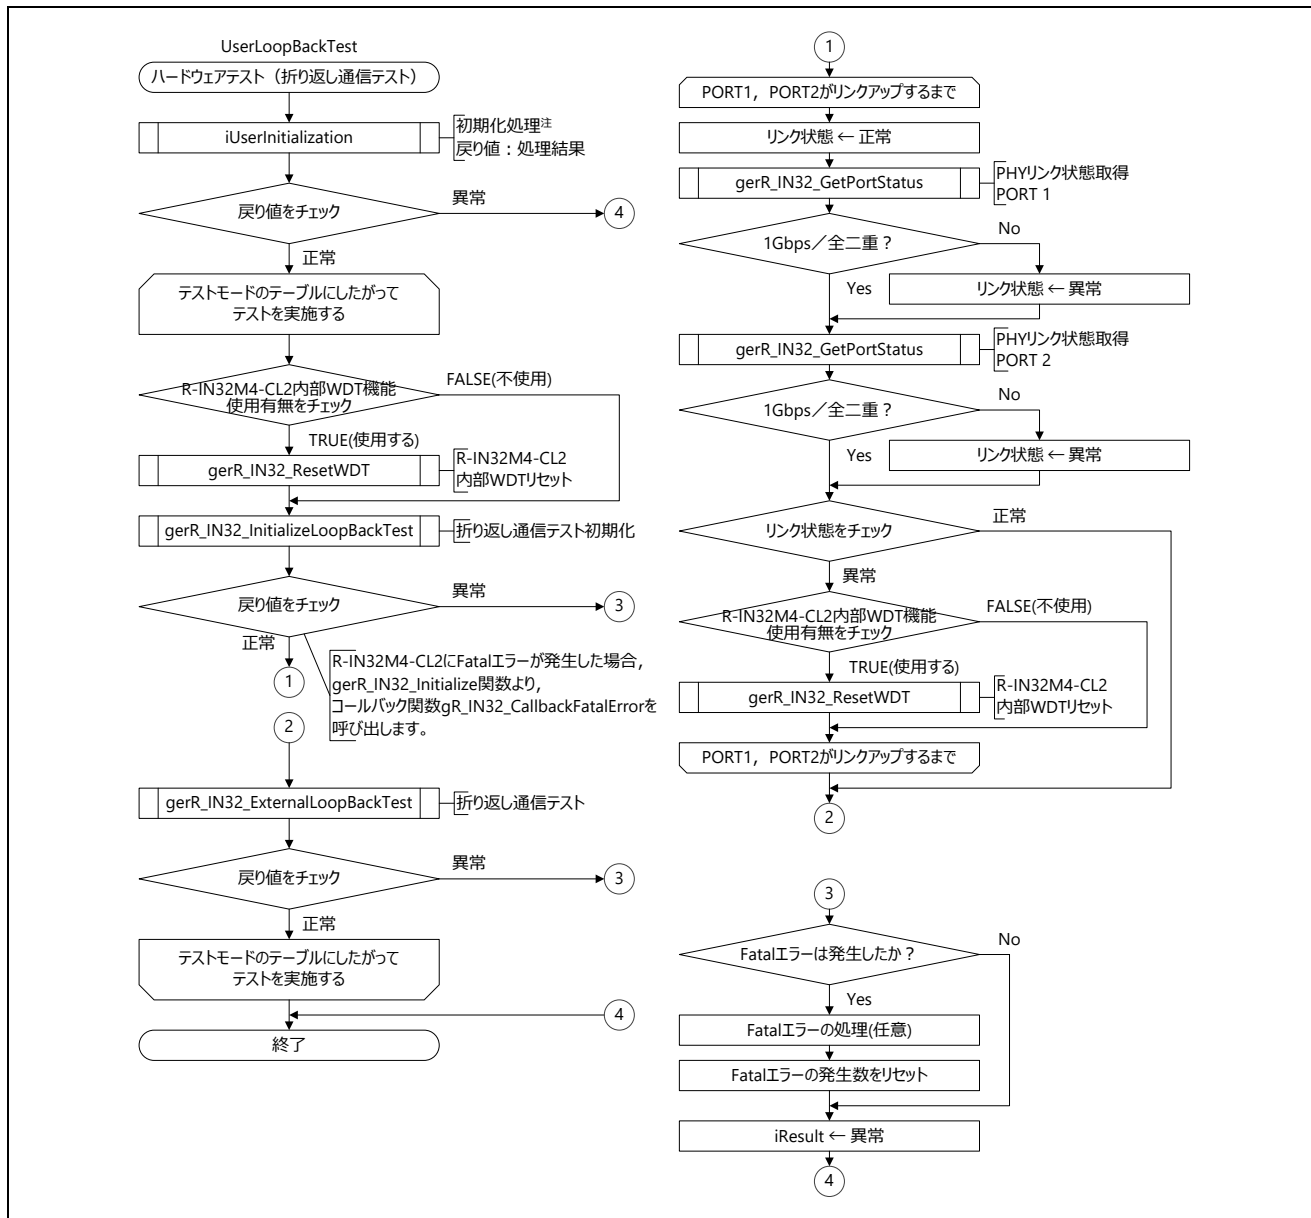 UserLoopBackTest
ハードウェアテスト（折り返し通信テスト）
iUserInitialization
初期化処理注
戻り値：処理結果
戻り値をチェック
異常
4
正常
テストモードのテーブルにしたがって
テストを実施する
R-IN32M4-CL2内部WDT機能
使用有無をチェック
FALSE(不使用)
TRUE(使用する)
gerR_IN32_ResetWDT
R-IN32M4-CL2
内部WDTリセット
gerR_IN32_InitializeLoopBackTest
折り返し通信テスト初期化
戻り値をチェック
異常
3
正常
1
R-IN32M4-CL2にFatalエラーが発生した場合，
gerR_IN32_Initialize関数より，
コールバック関数gR_IN32_CallbackFatalErrorを
呼び出します。
2
gerR_IN32_ExternalLoopBackTest
折り返し通信テスト
戻り値をチェック
異常
3
正常
テストモードのテーブルにしたがって
テストを実施する
4
終了
1
PORT1，PORT2がリンクアップするまで
リンク状態 ← 正常
gerR_IN32_GetPortStatus
PHYリンク状態取得
PORT 1
1Gbps／全二重？
No
Yes
リンク状態 ← 異常
gerR_IN32_GetPortStatus
PHYリンク状態取得
PORT 2
1Gbps／全二重？
No
Yes
リンク状態 ← 異常
リンク状態をチェック
正常
異常
R-IN32M4-CL2内部WDT機能
使用有無をチェック
FALSE(不使用)
TRUE(使用する)
gerR_IN32_ResetWDT
R-IN32M4-CL2
内部WDTリセット
PORT1，PORT2がリンクアップするまで
2
3
Fatalエラーは発生したか？
No
Yes
Fatalエラーの処理(任意)
Fatalエラーの発生数をリセット
iResult ← 異常
4